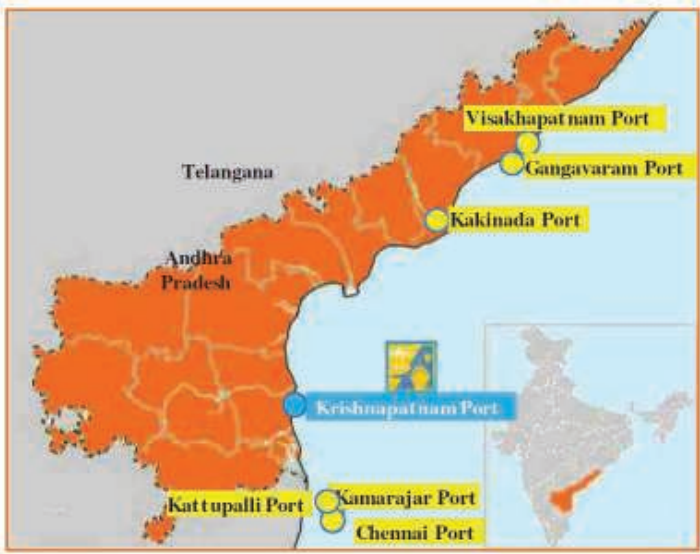 Visakhapatnam Port
Gangavaram Port
Telangana
Kakinada Port
Andhra
Pradesh
Krishnapatnam Port
Kattupalli Port
Kamarajar Port
Chennai Port